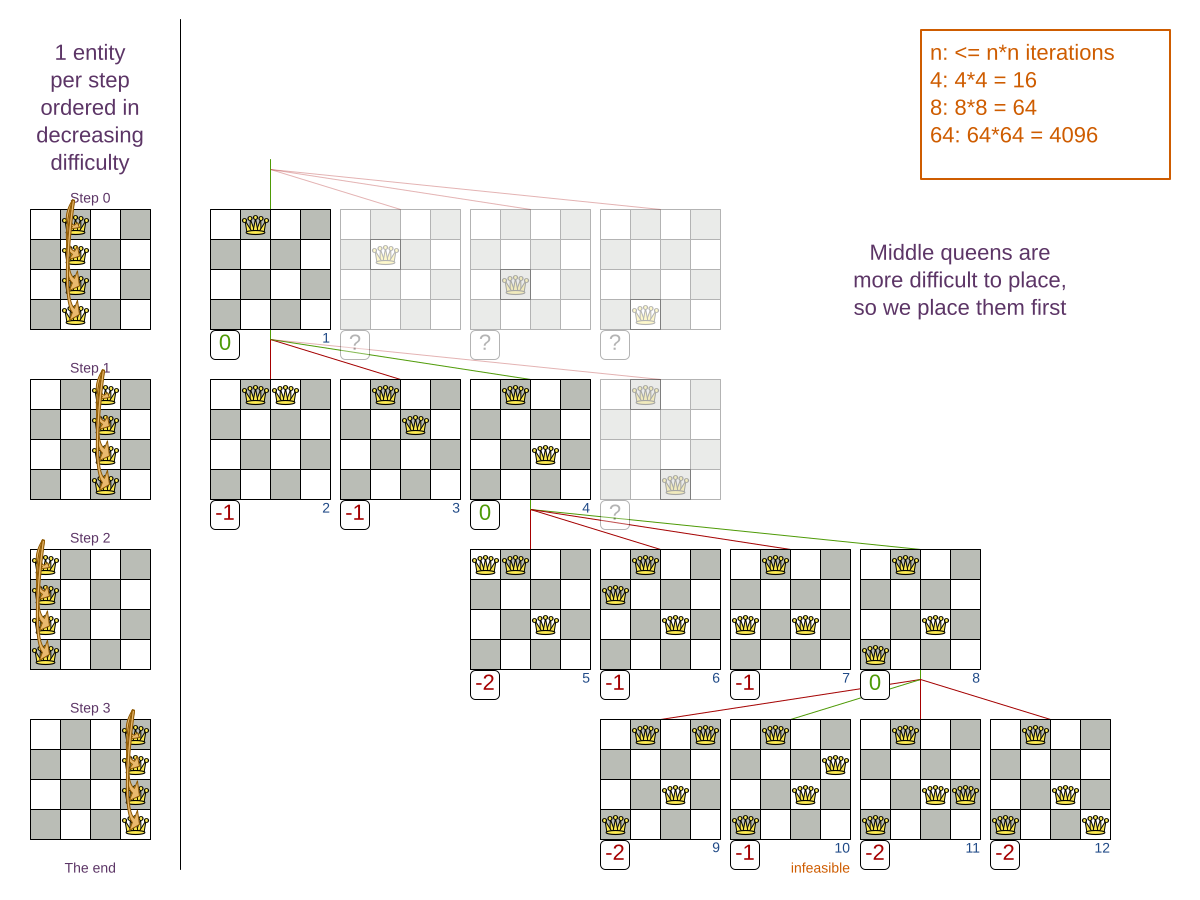 1 entity
per step
ordered in
decreasing
difficulty
n: <= n*n iterations
4: 4*4 = 16
8: 8*8 = 64
64: 64*64 = 4096
Middle queens are
more difficult to place,
so we place them first
Step 0
0
1
?
?
?
Step 1
-1
2
-1
3
0
4
?
Step 2
-2
5
-1
6
-1
7
0
8
Step 3
-2
9
-1
10
-2
11
-2
12
The end
infeasible